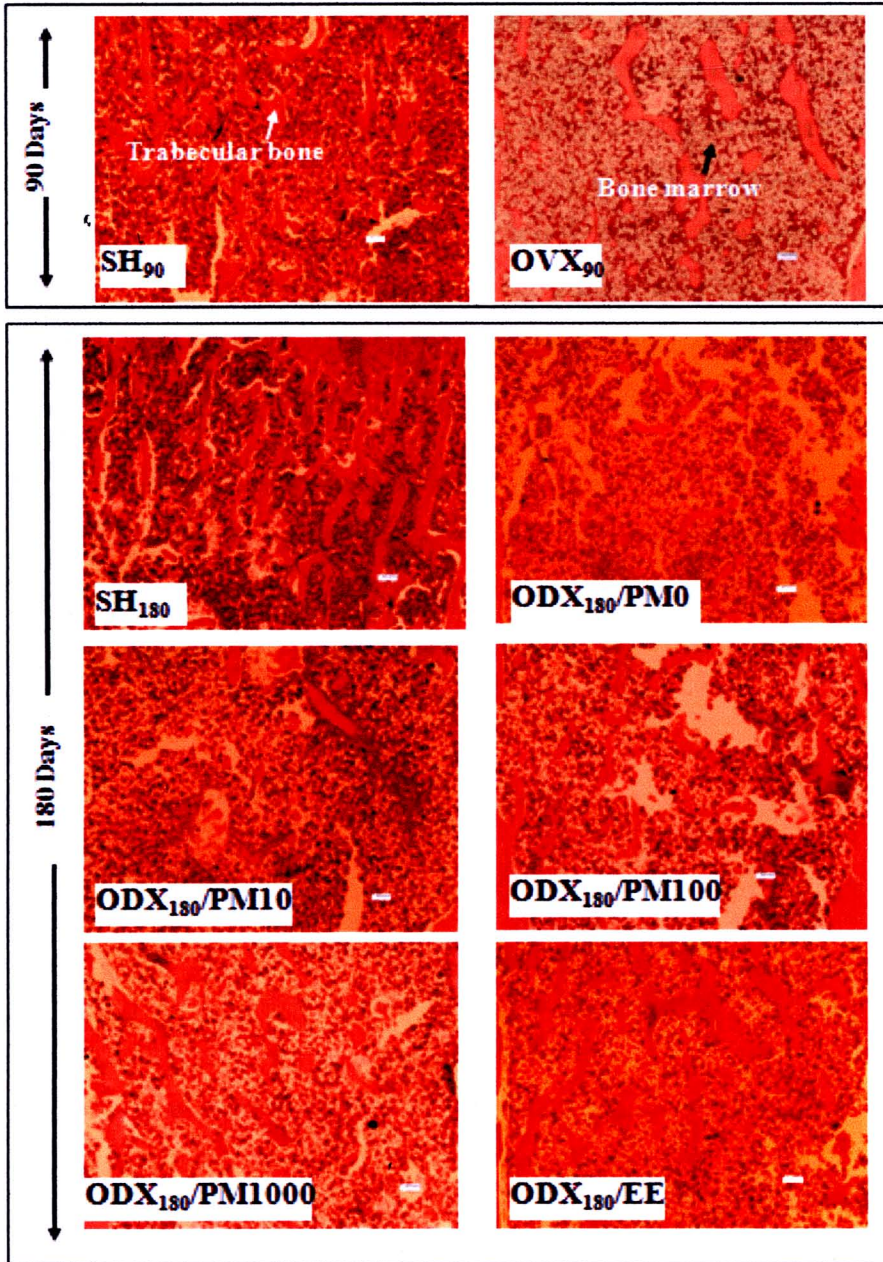 90 Days
Trabecular bone
SH₉₀
Bone marrow
OVX₉₀
180 Days
SH₁₈₀
ODX₁₈₀/PM0
ODX₁₈₀/PM10
ODX₁₈₀/PM100
ODX₁₈₀/PM1000
ODX₁₈₀/EE